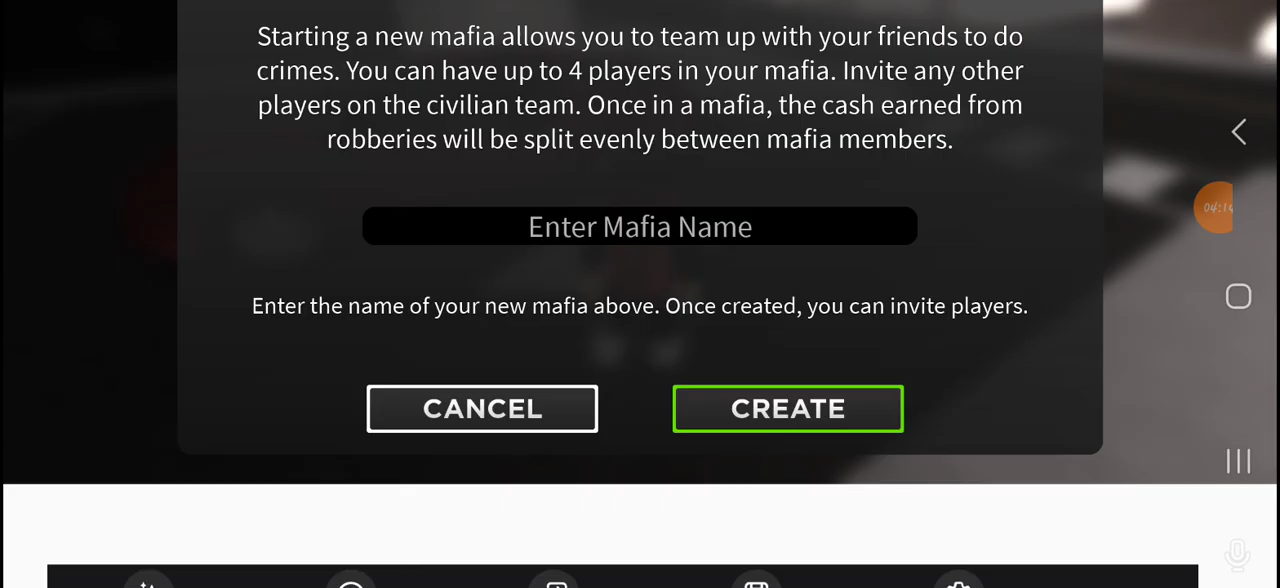 Starting a new mafia allows you to team up with your friends to do
crimes. You can have up to 4 players in your mafia. Invite any other
players on the civilian team. Once in a mafia, the cash earned from
robberies will be split evenly between mafia members.
Enter Mafia Name
Enter the name of your new mafia above. Once created, you can invite players.
CANCEL CREATE